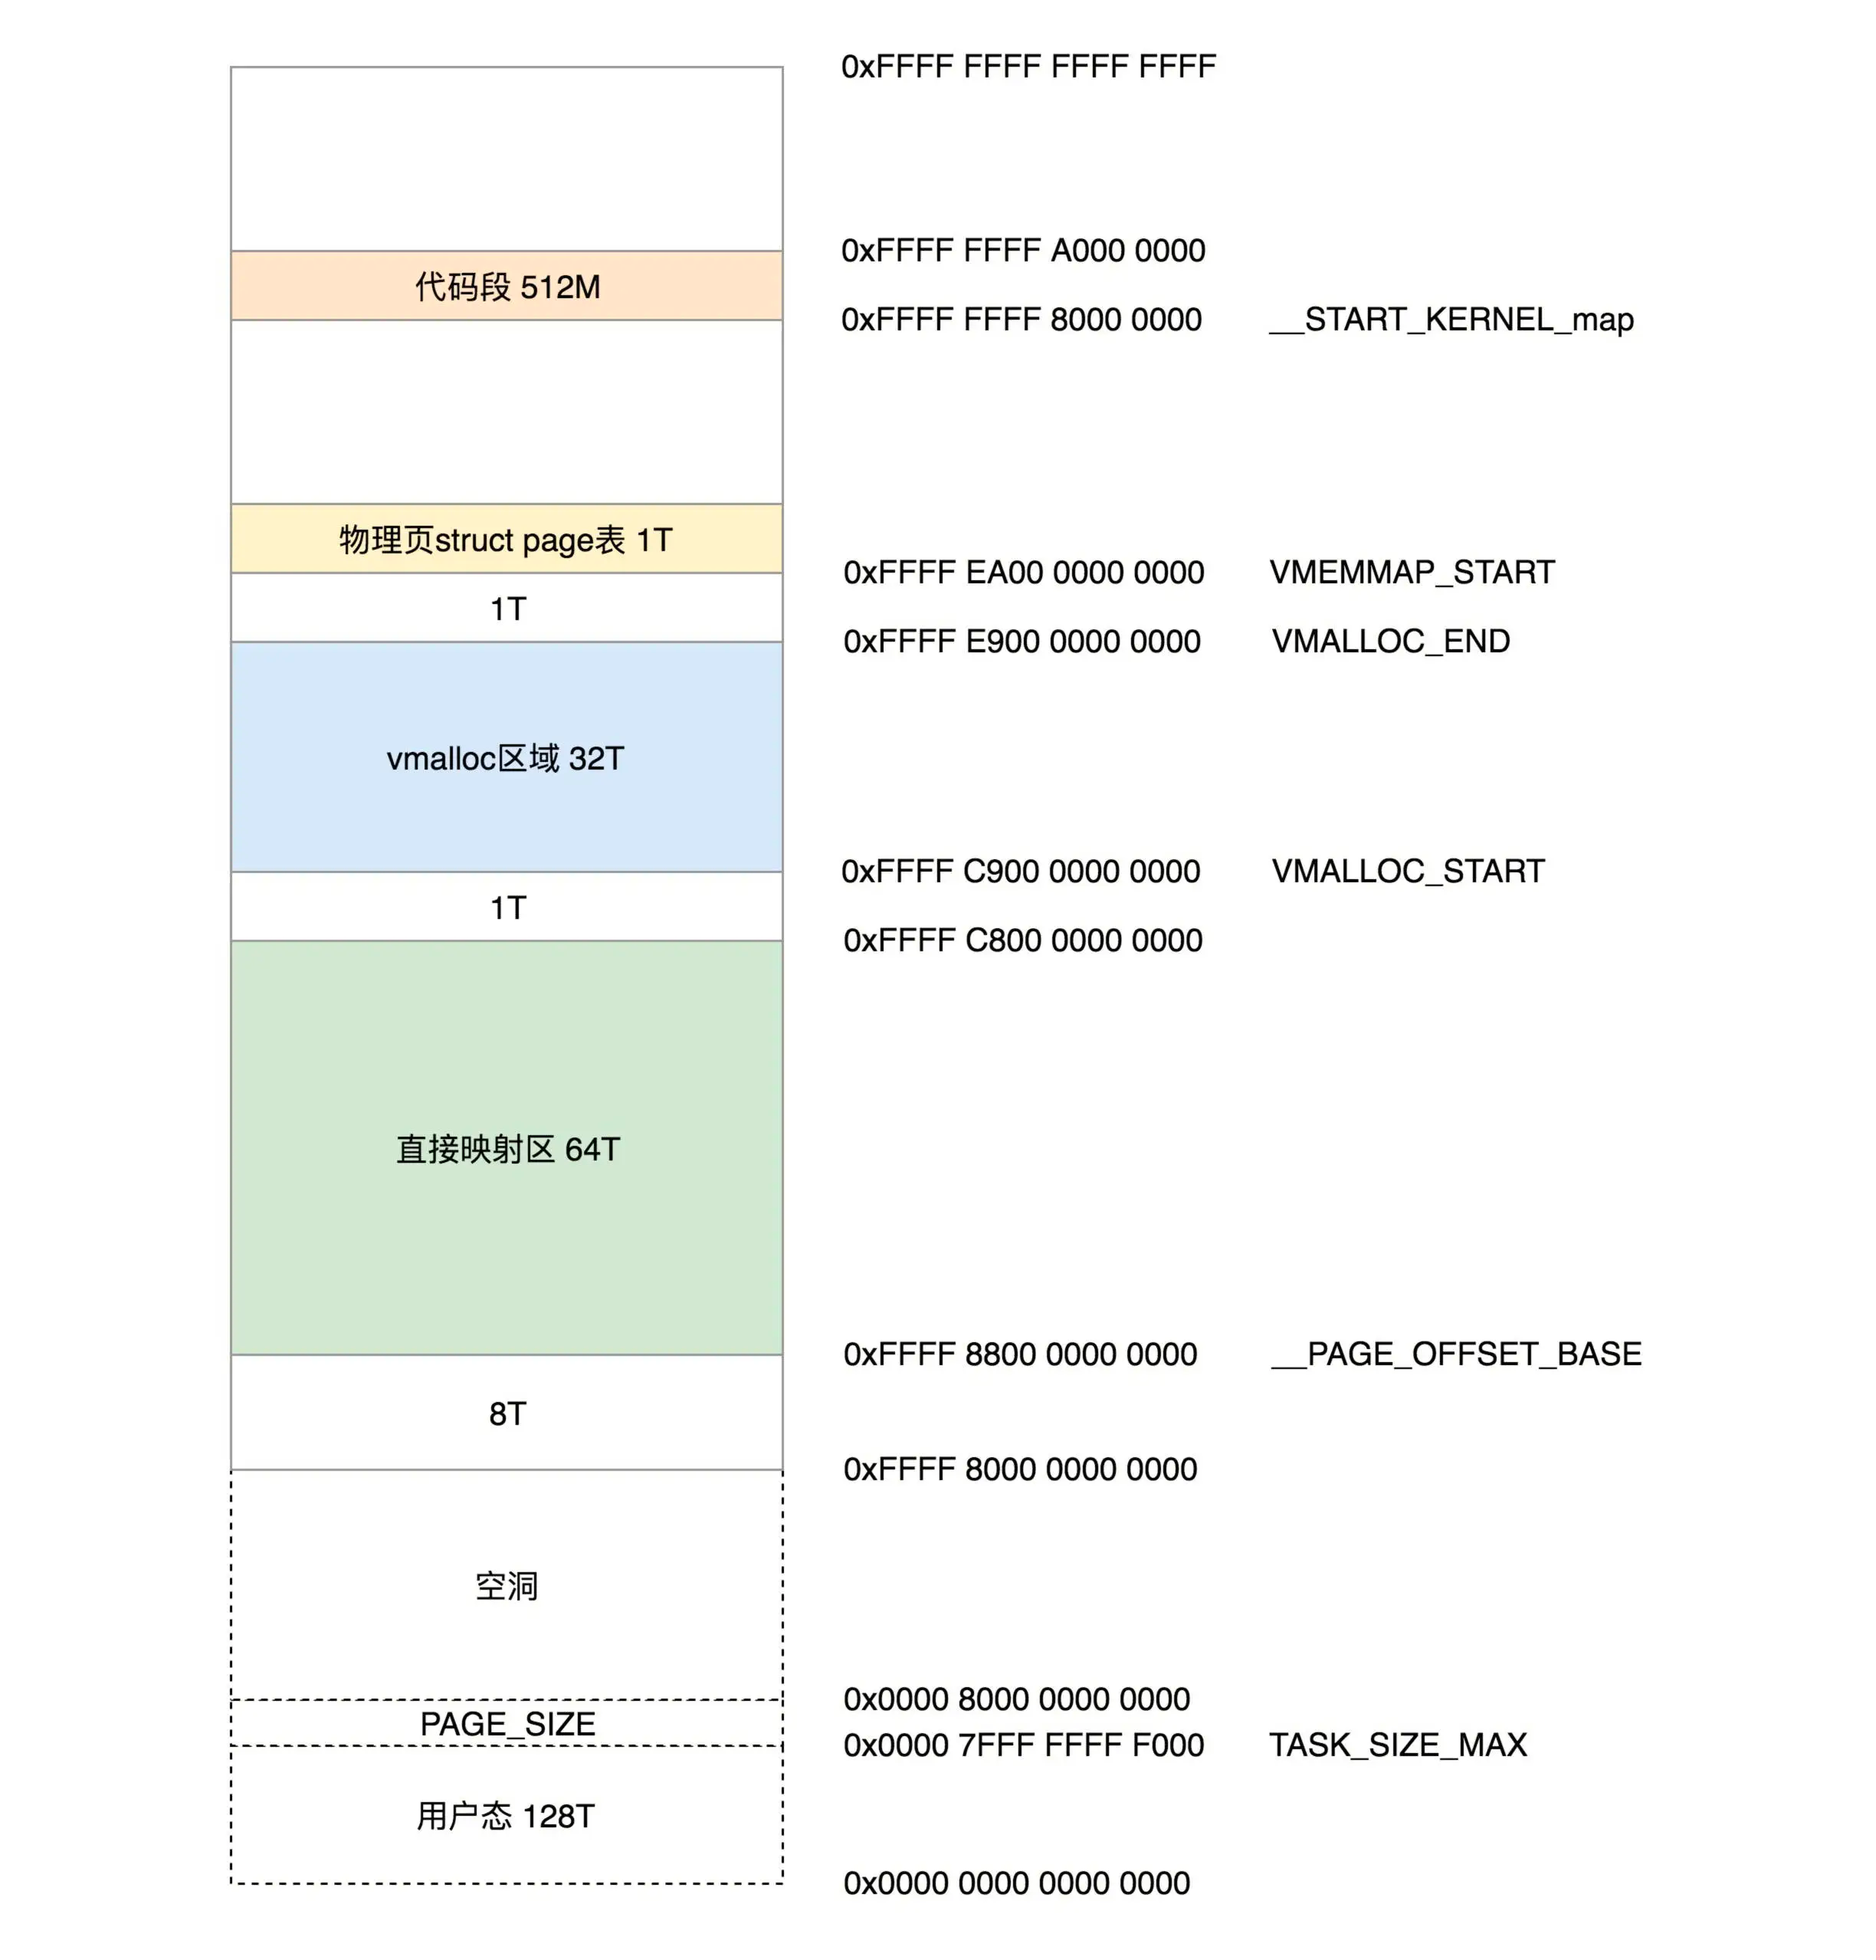 0xFFFF FFFF FFFF FFFF
0xFFFF FFFF A000 0000
代码段 512M
0xFFFF FFFF 8000 0000 __START_KERNEL_map
物理页struct page表 1T
0xFFFF EA00 0000 0000 VMEMMAP_START
1T
0xFFFF E900 0000 0000 VMALLOC_END
vmalloc区域 32T
0xFFFF C900 0000 0000 VMALLOC_START
1T
0xFFFF C800 0000 0000
直接映射区 64T
0xFFFF 8800 0000 0000 __PAGE_OFFSET_BASE
8T
0xFFFF 8000 0000 0000
空洞
0x0000 8000 0000 0000
PAGE_SIZE
0x0000 7FFF FFFF F000 TASK_SIZE_MAX
用户态 128T
0x0000 0000 0000 0000